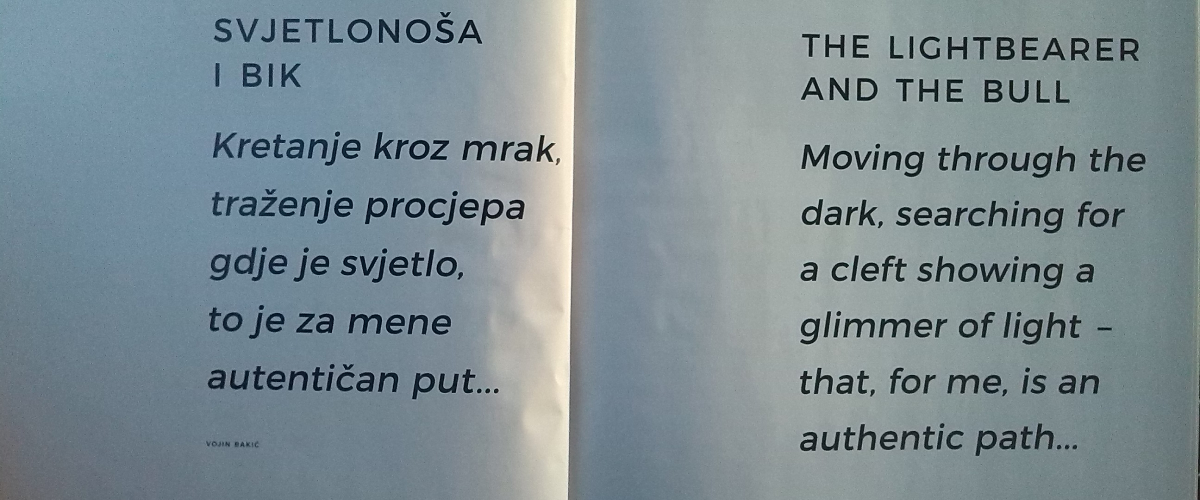 SVJETLONOŠA
I BIK
Kretanje kroz mrak,
traženje procjepa
gdje je svjetlo,
to je za mene
autentičan put...
VOJIN BAKIĆ
THE LIGHTBEARER
AND THE BULL
Moving through the
dark, searching for
a cleft showing a
glimmer of light –
that, for me, is an
authentic path...